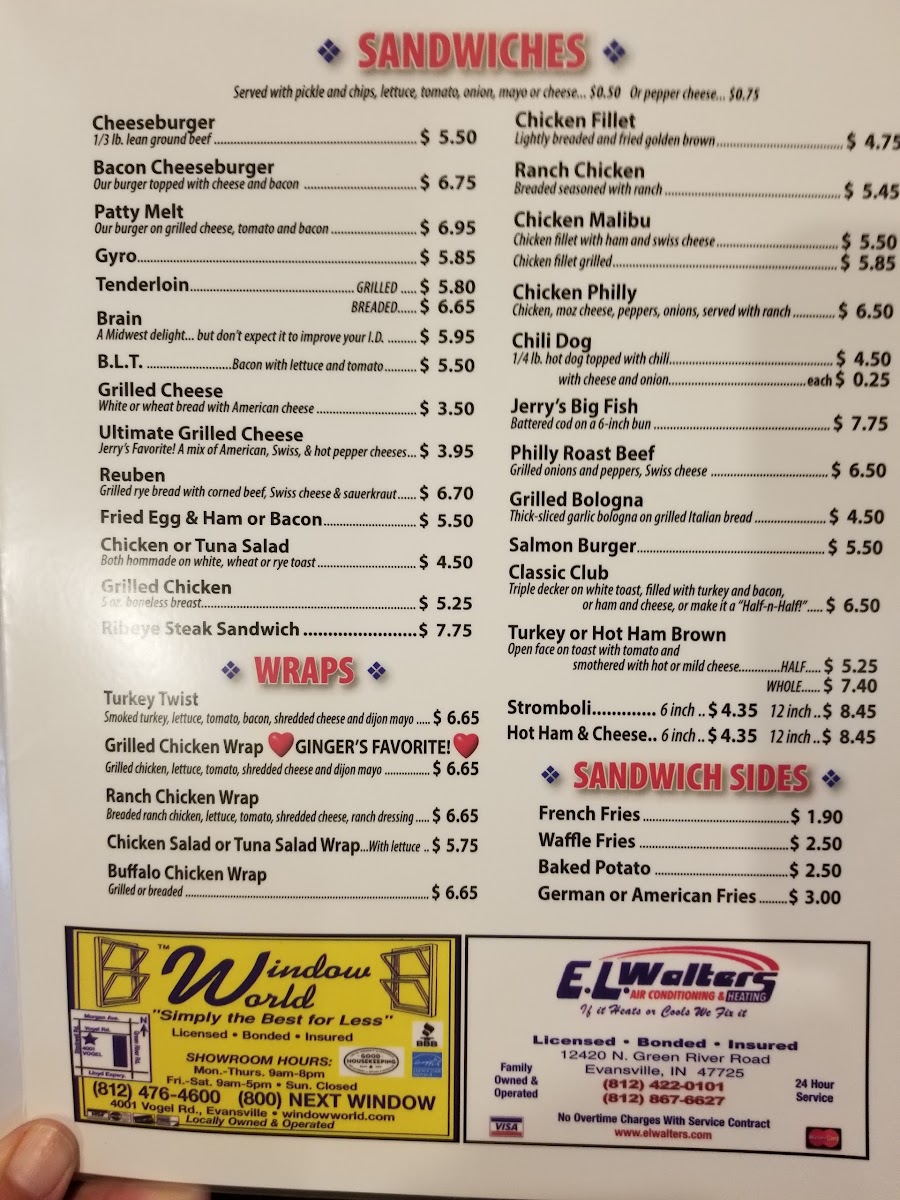 SANDWICHES
Served with pickle and chips, lettuce, tomato, onion, mayo or cheese... $0.50 Or pepper cheese... $0.75
Cheeseburger
1/3 lb. lean ground beef ........ $ 5.50
Bacon Cheeseburger
Our burger topped with cheese and bacon ........ $ 6.75
Patty Melt
Our burger on grilled cheese, tomato and bacon ........ $ 6.95
Gyro........ $ 5.85
Tenderloin........ GRILLED ..... $ 5.80
BREADED...... $ 6.65
Brain
A Midwest delight... but don't expect it to improve your I.D. ........ $ 5.95
B.L.T. ........Bacon with lettuce and tomato........ $ 5.50
Grilled Cheese
White or wheat bread with American cheese ........ $ 3.50
Ultimate Grilled Cheese
Jerry's Favorite! A mix of American, Swiss, & hot pepper cheeses... $ 3.95
Reuben
Grilled rye bread with corned beef, Swiss cheese & sauerkraut...... $ 6.70
Fried Egg & Ham or Bacon........ $ 5.50
Chicken or Tuna Salad
Both hommade on white, wheat or rye toast ........ $ 4.50
Grilled Chicken
5 oz. boneless breast........ $ 5.25
Ribeye Steak Sandwich ........ $ 7.75
WRAPS
Turkey Twist
Smoked turkey, lettuce, tomato, bacon, shredded cheese and dijon mayo ..... $ 6.65
Grilled Chicken Wrap ❤GINGER'S FAVORITE!❤
Grilled chicken, lettuce, tomato, shredded cheese and dijon mayo ........ $ 6.65
Ranch Chicken Wrap
Breaded ranch chicken, lettuce, tomato, shredded cheese, ranch dressing ..... $ 6.65
Chicken Salad or Tuna Salad Wrap...With lettuce .. $ 5.75
Buffalo Chicken Wrap
Grilled or breaded ........ $ 6.65
Chicken Fillet
Lightly breaded and fried golden brown........ $ 4.75
Ranch Chicken
Breaded seasoned with ranch ........ $ 5.45
Chicken Malibu
Chicken fillet with ham and swiss cheese ........ $ 5.50
Chicken fillet grilled........ $ 5.85
Chicken Philly
Chicken, moz cheese, peppers, onions, served with ranch ........ $ 6.50
Chili Dog
1/4 lb. hot dog topped with chili........ $ 4.50
with cheese and onion........each $ 0.25
Jerry's Big Fish
Battered cod on a 6-inch bun ........ $ 7.75
Philly Roast Beef
Grilled onions and peppers, Swiss cheese ........ $ 6.50
Grilled Bologna
Thick-sliced garlic bologna on grilled Italian bread ........ $ 4.50
Salmon Burger........ $ 5.50
Classic Club
Triple decker on white toast, filled with turkey and bacon,
or ham and cheese, or make it a "Half-n-Half!"..... $ 6.50
Turkey or Hot Ham Brown
Open face on toast with tomato and
smothered with hot or mild cheese........HALF..... $ 5.25
WHOLE...... $ 7.40
Stromboli............ 6 inch .. $ 4.35 12 inch .. $ 8.45
Hot Ham & Cheese.. 6 inch .. $ 4.35 12 inch .. $ 8.45
SANDWICH SIDES
French Fries ........ $ 1.90
Waffle Fries ........ $ 2.50
Baked Potato ........ $ 2.50
German or American Fries ........ $ 3.00
Window World TM
"Simply the Best for Less"
Licensed • Bonded • Insured
Morgan Ave.
Vogel Rd.
N
4001 VOGEL
Green River Rd.
Lloyd Expwy.
BBB
GOOD HOUSEKEEPING
SHOWROOM HOURS:
Mon.-Thurs. 9am-8pm
Fri.-Sat. 9am-5pm • Sun. Closed
(812) 476-4600 (800) NEXT WINDOW
4001 Vogel Rd., Evansville • windowworld.com
Locally Owned & Operated
E.L. Walters
AIR CONDITIONING & HEATING
If it Heats or Cools We Fix it
Licensed • Bonded • Insured
12420 N. Green River Road
Evansville, IN 47725
(812) 422-0101
(812) 867-6627
Family
Owned &
Operated
24 Hour
Service
No Overtime Charges With Service Contract
www.elwalters.com
VISA
MasterCard